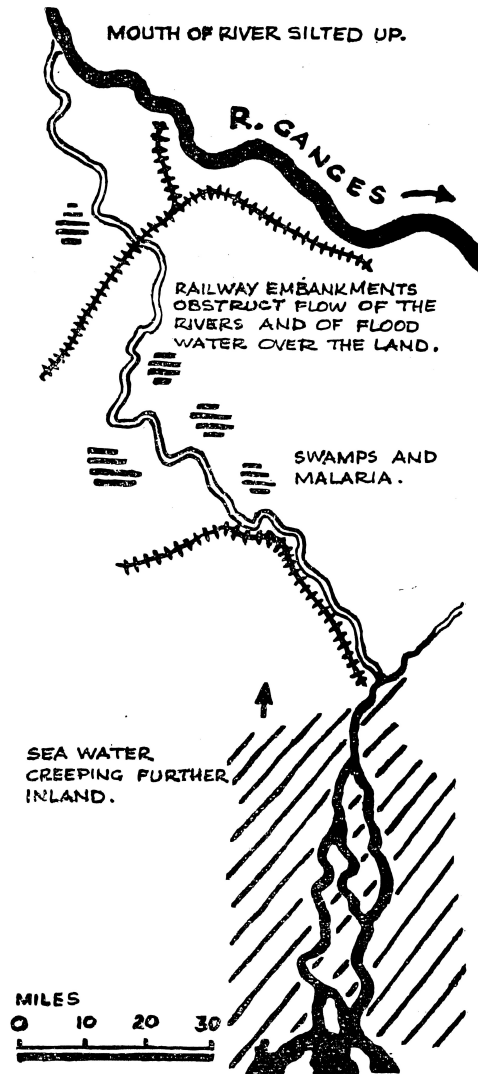 MOUTH OF RIVER SILTED UP.
R. GANGES
RAILWAY EMBANKMENTS
OBSTRUCT FLOW OF THE
RIVERS AND OF FLOOD
WATER OVER THE LAND.
SWAMPS AND
MALARIA.
SEA WATER
CREEPING FURTHER
INLAND.
MILES
0 10 20 30